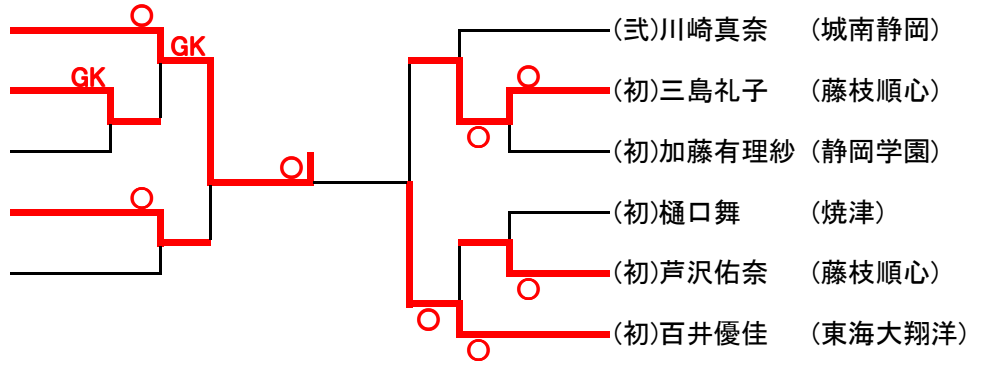 GK
GK
(弐)川崎真奈 (城南静岡)
(初)三島礼子 (藤枝順心)
(初)加藤有理紗 (静岡学園)
(初)樋口舞 (焼津)
(初)芦沢佑奈 (藤枝順心)
(初)百井優佳 (東海大翔洋)